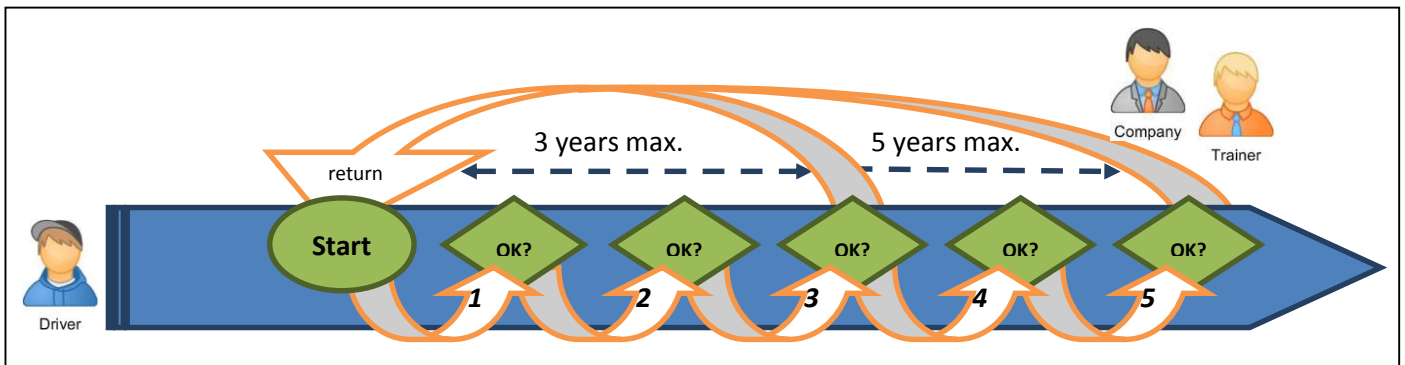 Company
Trainer
3 years max.
5 years max.
return
Start
OK?
OK?
OK?
OK?
OK?
1
2
3
4
5
Driver